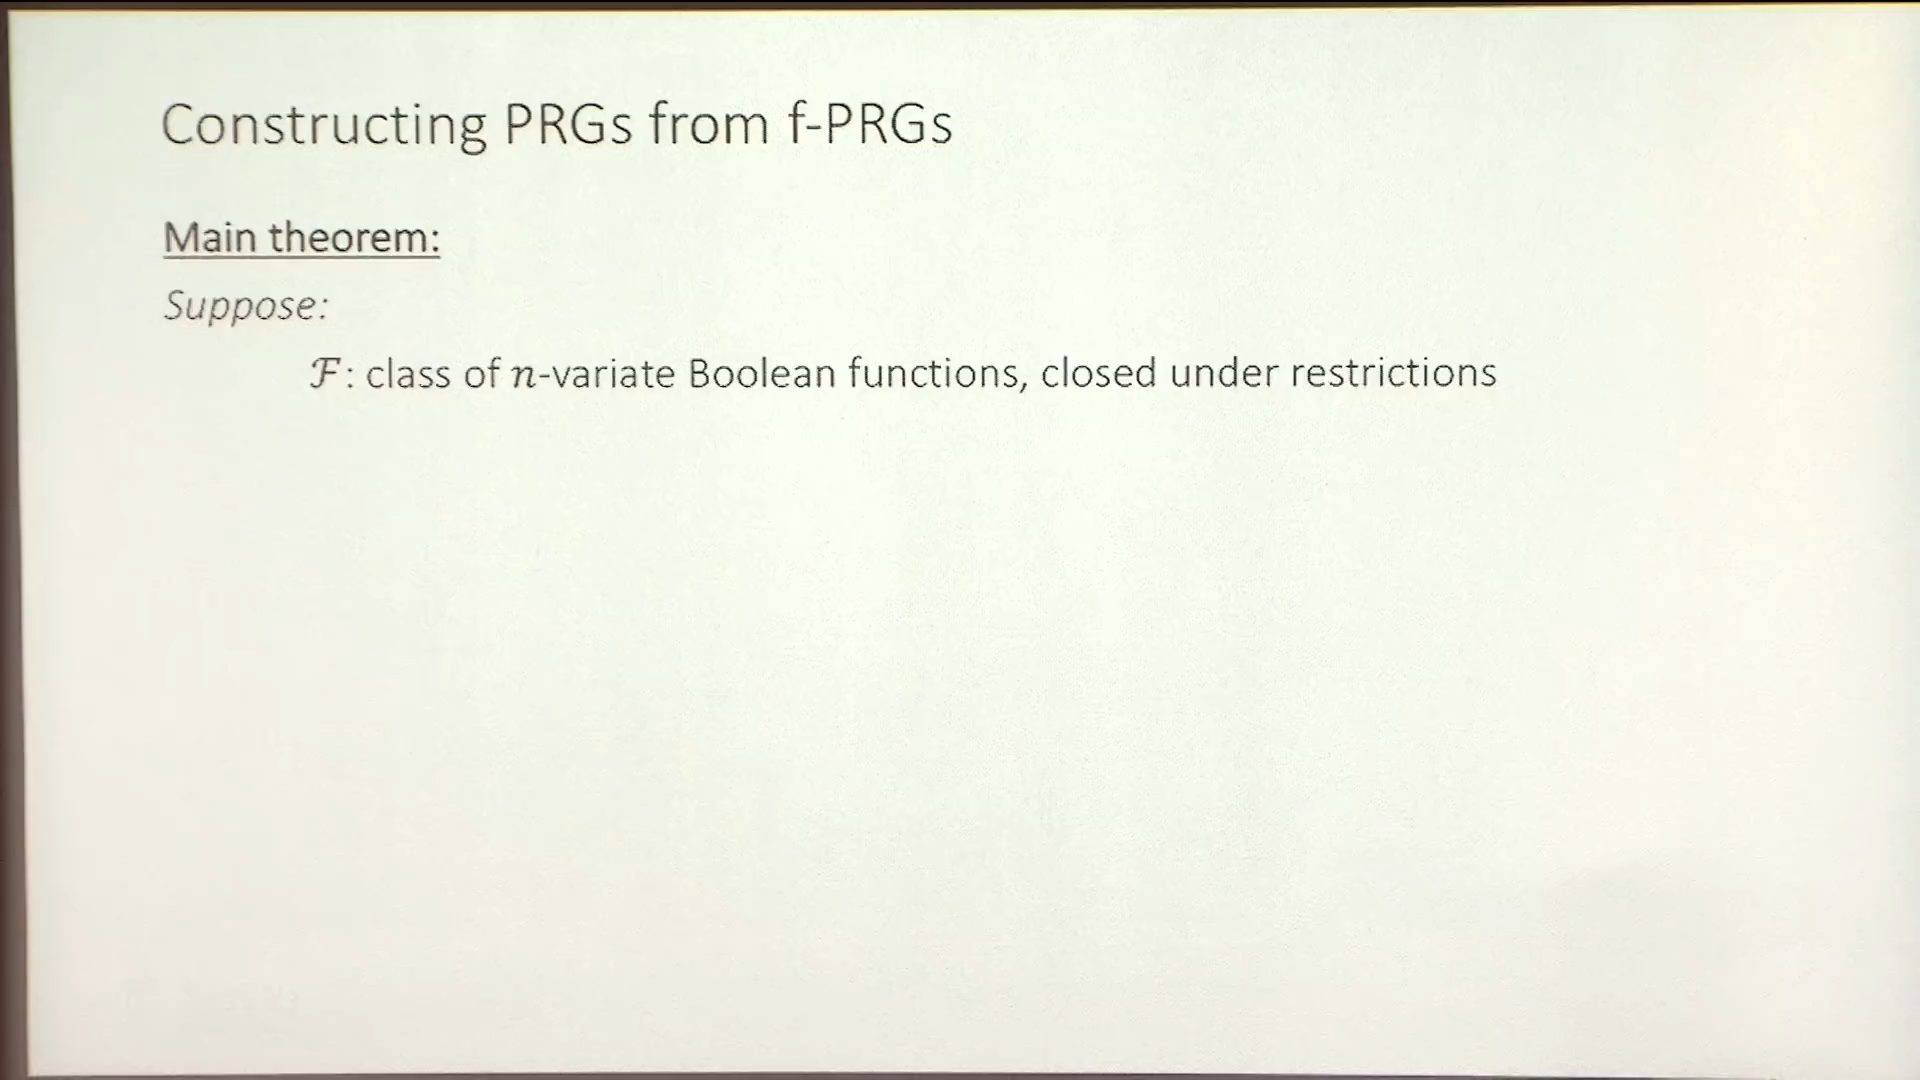 Constructing PRGs from f-PRGs
Main theorem:
Suppose:
ℱ: class of n-variate Boolean functions, closed under restrictions